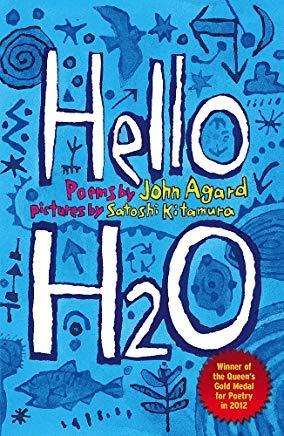 Hello
Poems by John Agard
pictures by Satoshi Kitamura
H2O
Winner of
the Queen's
Gold Medal
for Poetry
in 2012